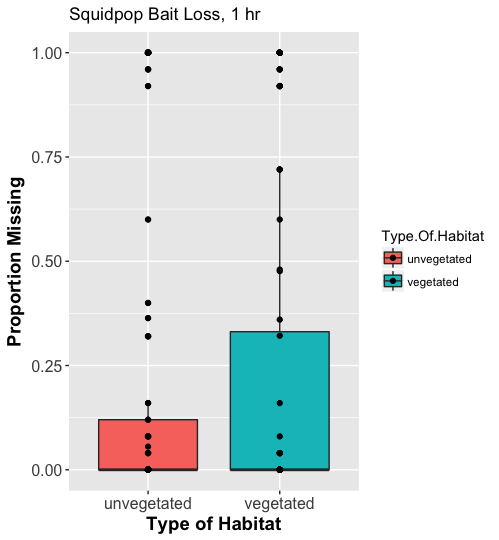 Squidpop Bait Loss, 1 hr
Proportion Missing
1.00
0.75
0.50
0.25
0.00
unvegetated vegetated
Type of Habitat
Type.Of.Habitat
unvegetated
vegetated